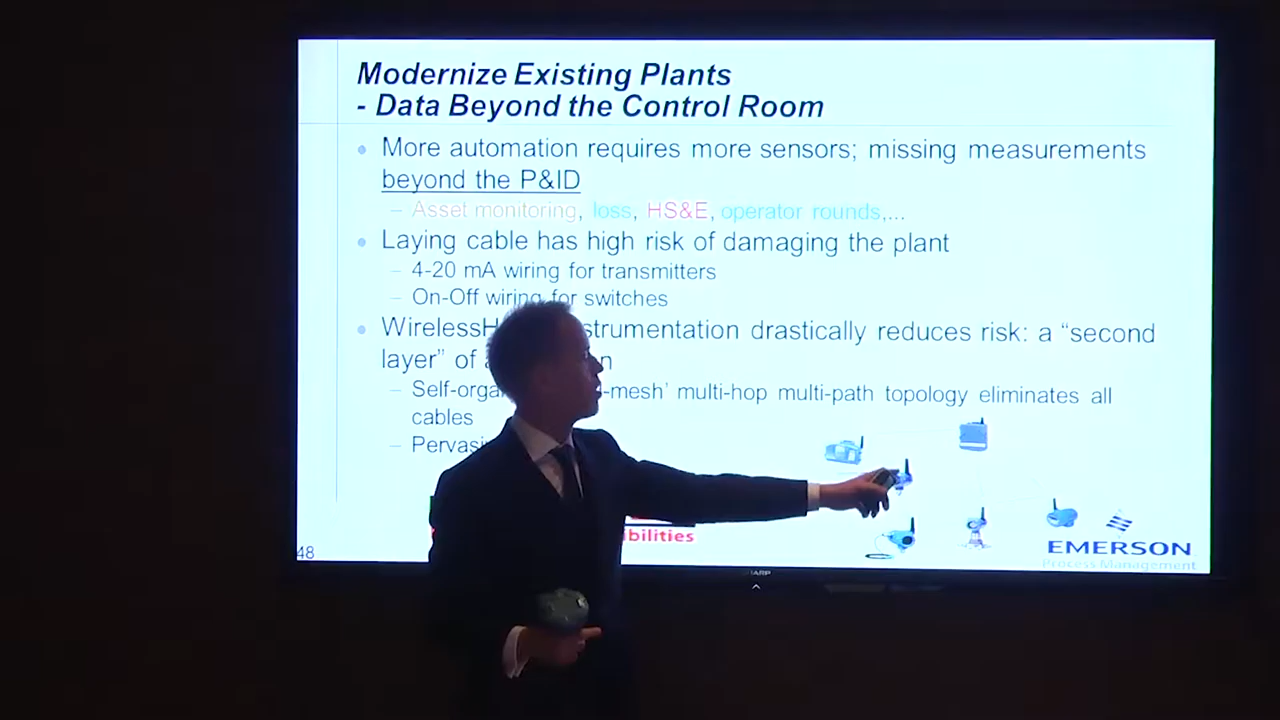 Modernize Existing Plants
- Data Beyond the Control Room
More automation requires more sensors; missing measurements
beyond the P&ID
– Asset monitoring, loss, HS&E, operator rounds,...
Laying cable has high risk of damaging the plant
– 4-20 mA wiring for transmitters
– On-Off wiring for switches
WirelessH strumentation drastically reduces risk: a “second
layer” of a n
– Self-orga -mesh’ multi-hop multi-path topology eliminates all
cables
– Pervasi
ibilities
48
EMERSON
Process Management
SHARP